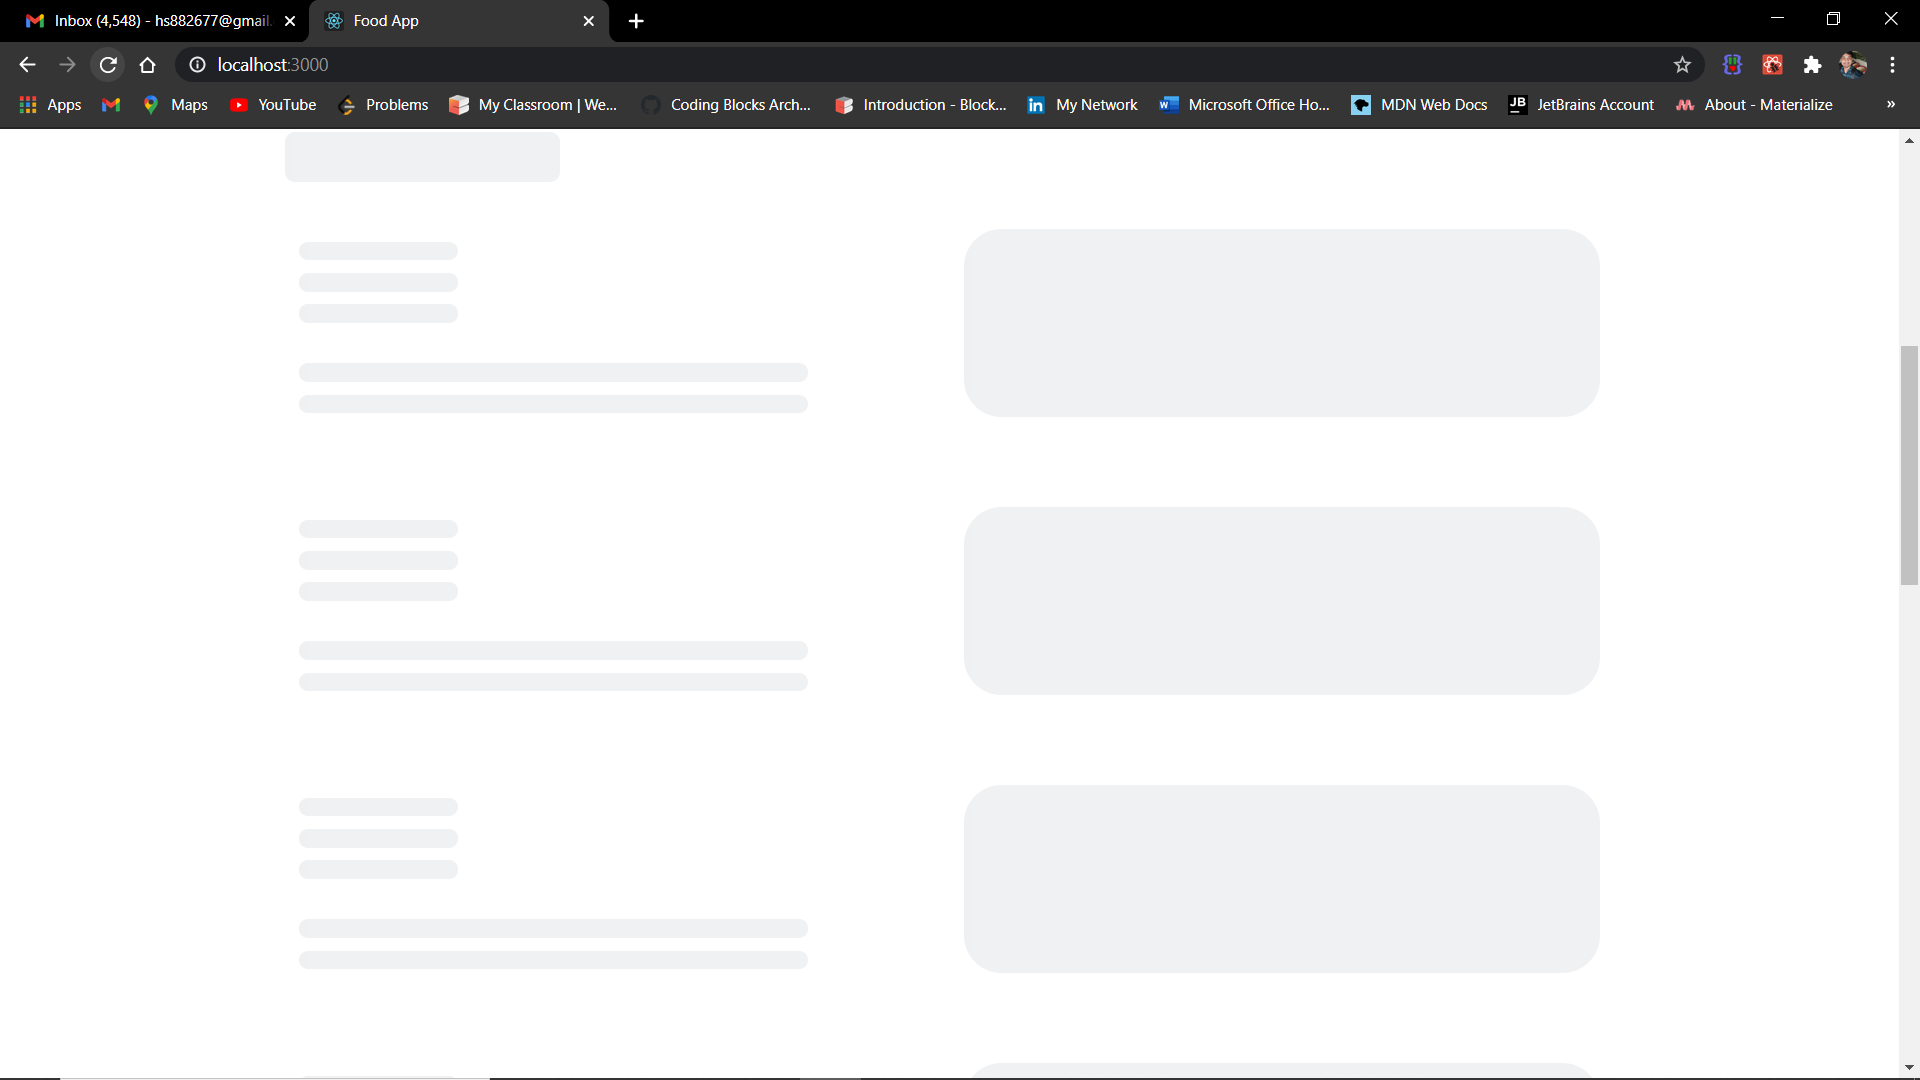 Inbox (4,548) - hs882677@gmail.
Food App
localhost:3000
Apps
Maps
YouTube
Problems
My Classroom | We...
Coding Blocks Arch...
Introduction - Block...
My Network
Microsoft Office Ho...
MDN Web Docs
JB
JetBrains Account
About - Materialize
»